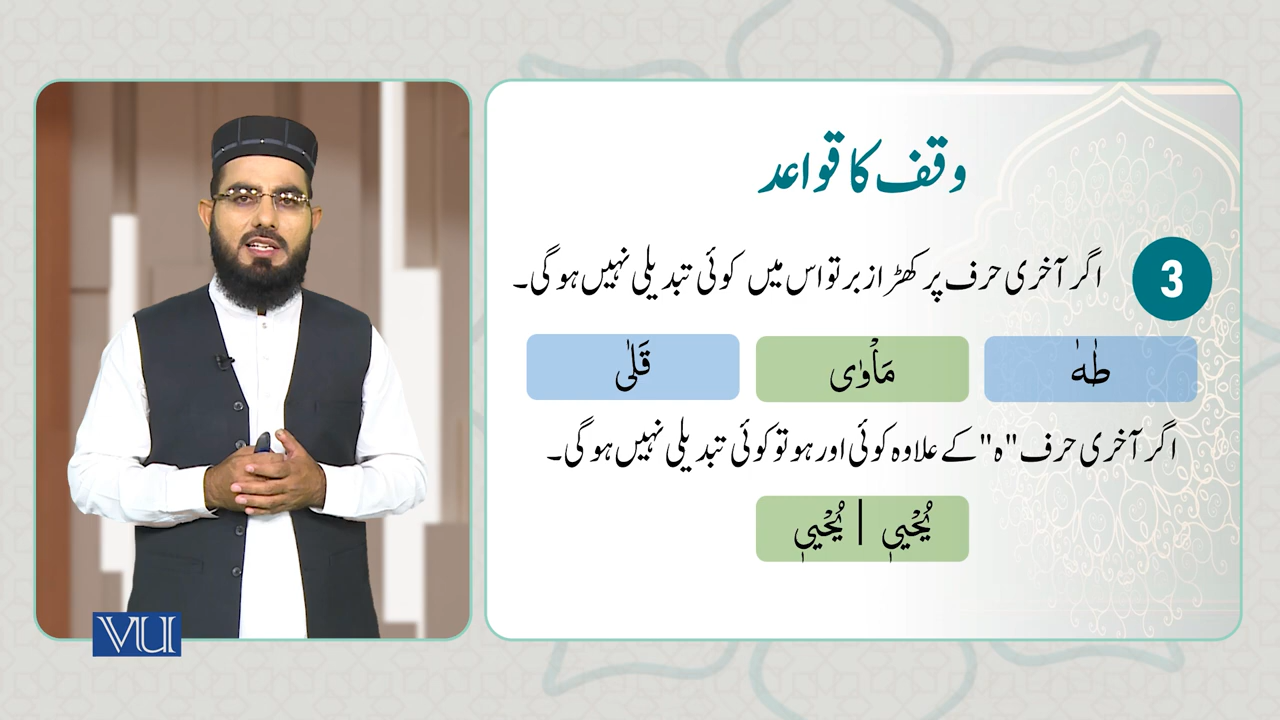 وقف کا قواعد
3
اگر آخری حرف پر کھڑا زبر تو اس میں کوئی تبدیلی نہیں ہوگی۔
طٰهٰ
مَاْوٰى
قَلٰى
اگر آخری حرف "ہ" کے علاوہ کوئی اور ہو تو کوئی تبدیلی نہیں ہوگی۔
يُحْيٖ | يُحْيٖ
VU